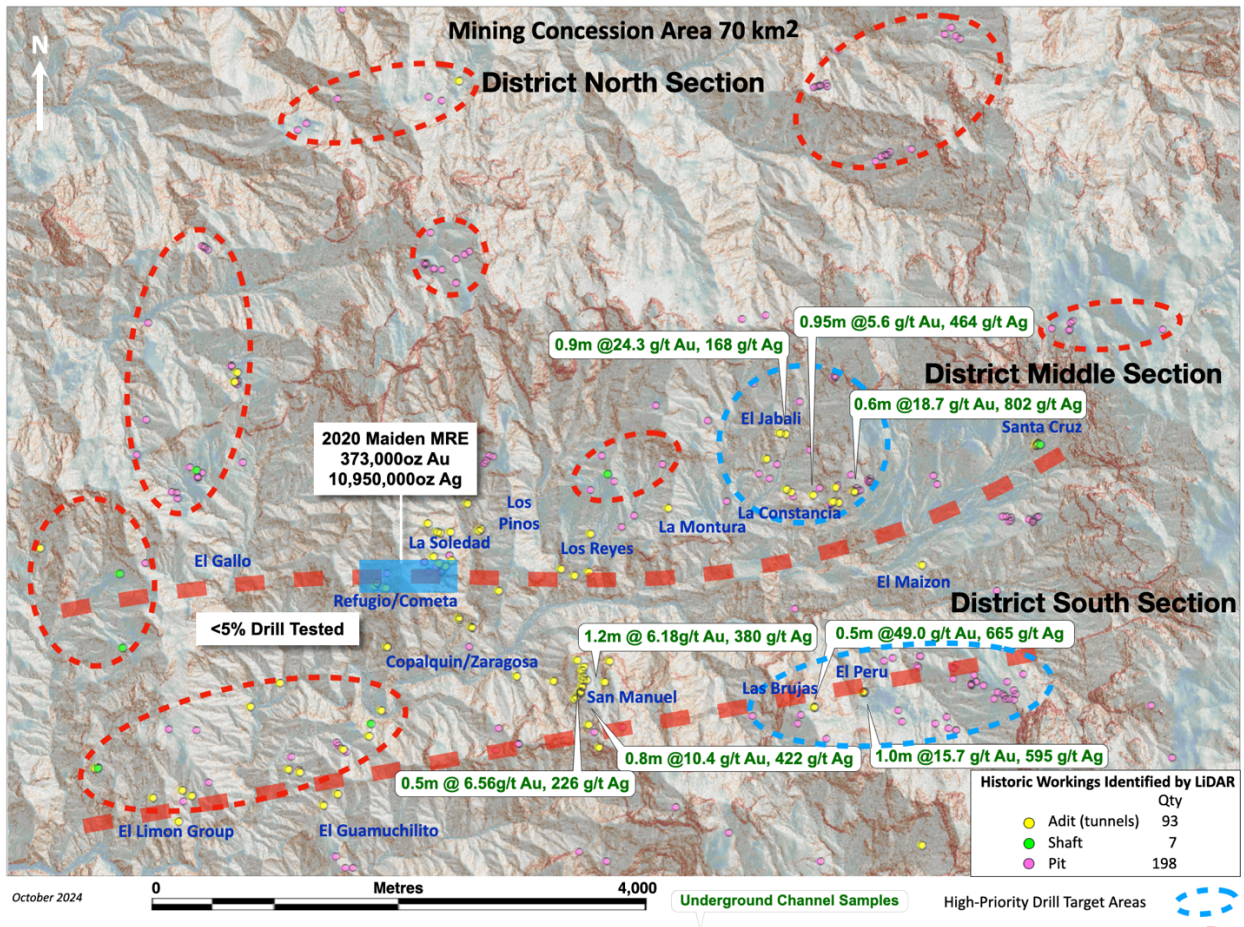 Mining Concession Area 70 km2
N
District North Section
0.95m @5.6 g/t Au, 464 g/t Ag
0.9m @24.3 g/t Au, 168 g/t Ag
District Middle Section
0.6m @18.7 g/t Au, 802 g/t Ag
El Jabali
Santa Cruz
2020 Maiden MRE
373,000oz Au
10,950,000oz Ag
Los
Pinos
La Constancia
La Montura
La Soledad
Los Reyes
El Gallo
El Maizon
Refugio/Cometa
District South Section
<5% Drill Tested
1.2m @ 6.18g/t Au, 380 g/t Ag
0.5m @49.0 g/t Au, 665 g/t Ag
Copalquin/Zaragosa
El Peru
Las Brujas
San Manuel
0.8m @10.4 g/t Au, 422 g/t Ag
1.0m @15.7 g/t Au, 595 g/t Ag
0.5m @ 6.56g/t Au, 226 g/t Ag
El Limon Group
El Guamuchilito
Historic Workings Identified by LiDAR
Qty
Adit (tunnels) 93
Shaft 7
Pit 198
October 2024
0 Metres 4,000
Underground Channel Samples
High-Priority Drill Target Areas